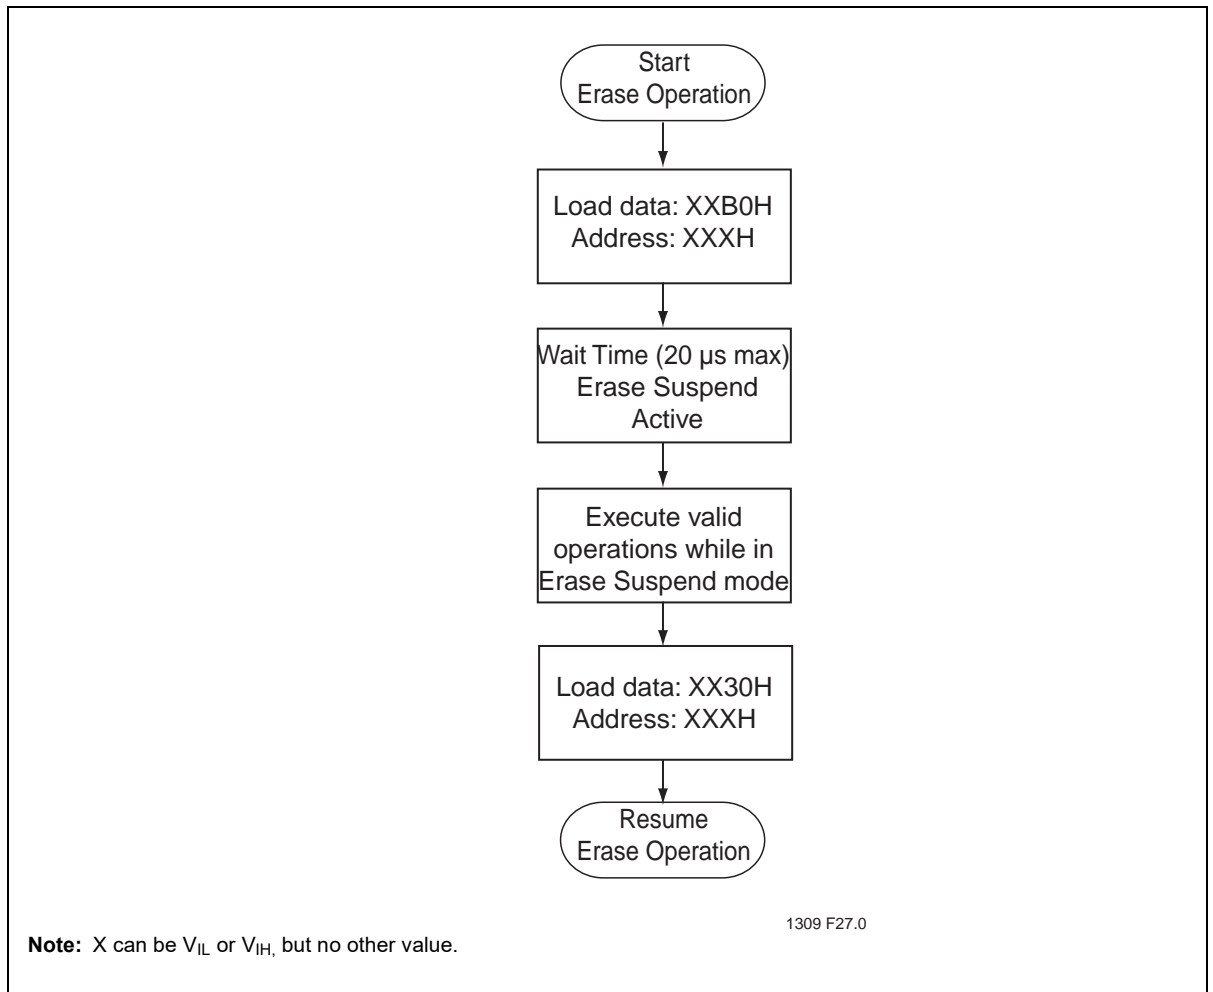 Start
Erase Operation
Load data: XXB0H
Address: XXXH
Wait Time (20 µs max)
Erase Suspend
Active
Execute valid
operations while in
Erase Suspend mode
Load data: XX30H
Address: XXXH
Resume
Erase Operation
1309 F27.0
Note: X can be VIL or VIH, but no other value.